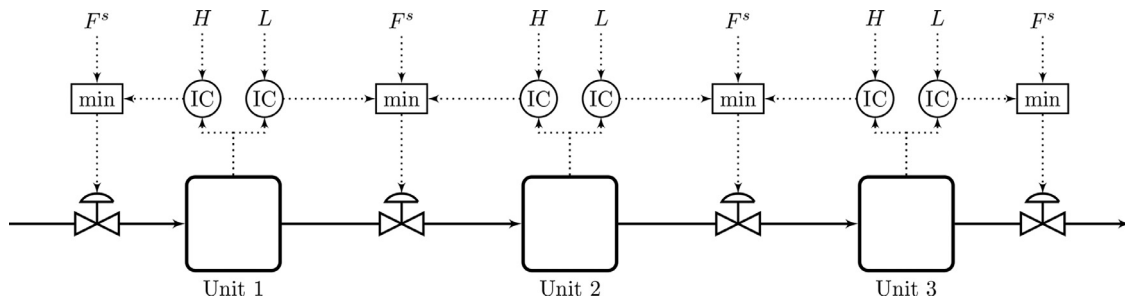 F^s H L F^s H L F^s H L F^s
min IC IC min IC IC min IC IC min
Unit 1 Unit 2 Unit 3